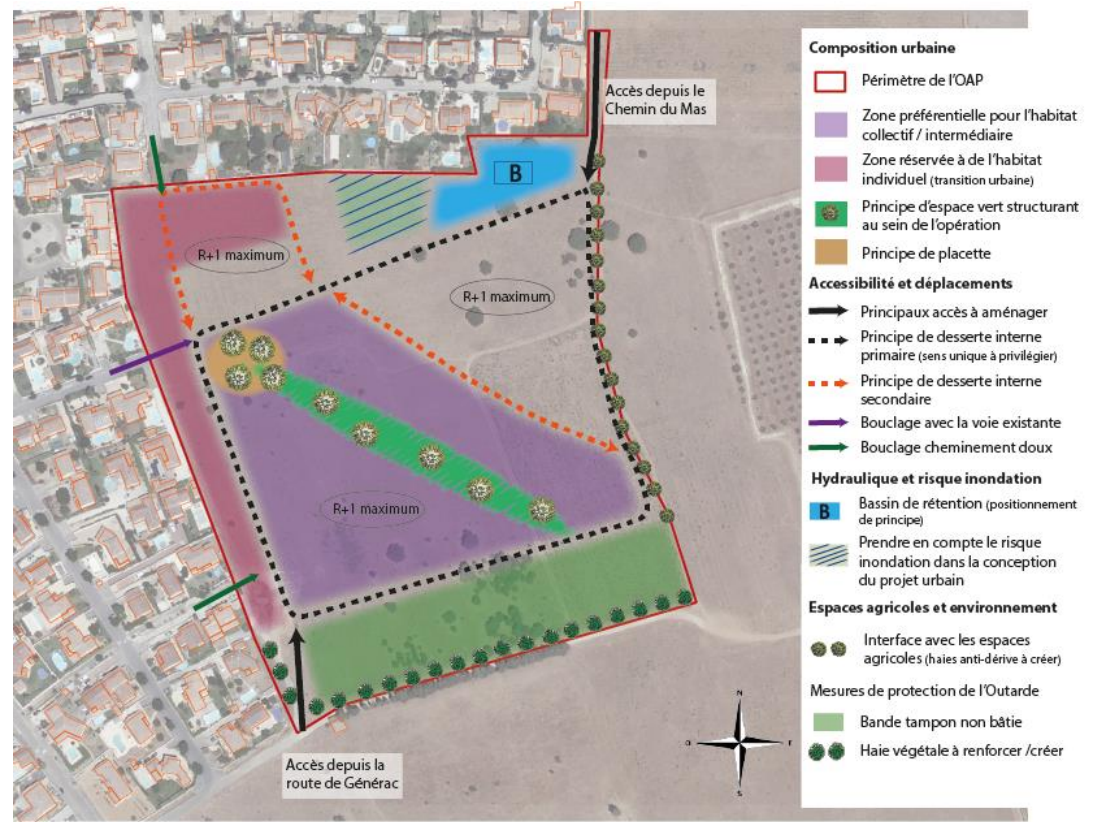 Accès depuis le
Chemin du Mas
B
R+1 maximum
R+1 maximum
R+1 maximum
Accès depuis la
route de Générac
N
O
E
S
Composition urbaine
Périmètre de l'OAP
Zone préférentielle pour l'habitat
collectif / intermédiaire
Zone réservée à de l'habitat
individuel (transition urbaine)
Principe d'espace vert structurant
au sein de l'opération
Principe de placette
Accessibilité et déplacements
Principaux accès à aménager
Principe de desserte interne
primaire (sens unique à privilégier)
Principe de desserte interne
secondaire
Bouclage avec la voie existante
Bouclage cheminement doux
Hydraulique et risque inondation
B
Bassin de rétention (positionnement
de principe)
Prendre en compte le risque
inondation dans la conception
du projet urbain
Espaces agricoles et environnement
Interface avec les espaces
agricoles (haies anti-dérive à créer)
Mesures de protection de l'Outarde
Bande tampon non bâtie
Haie végétale à renforcer /créer